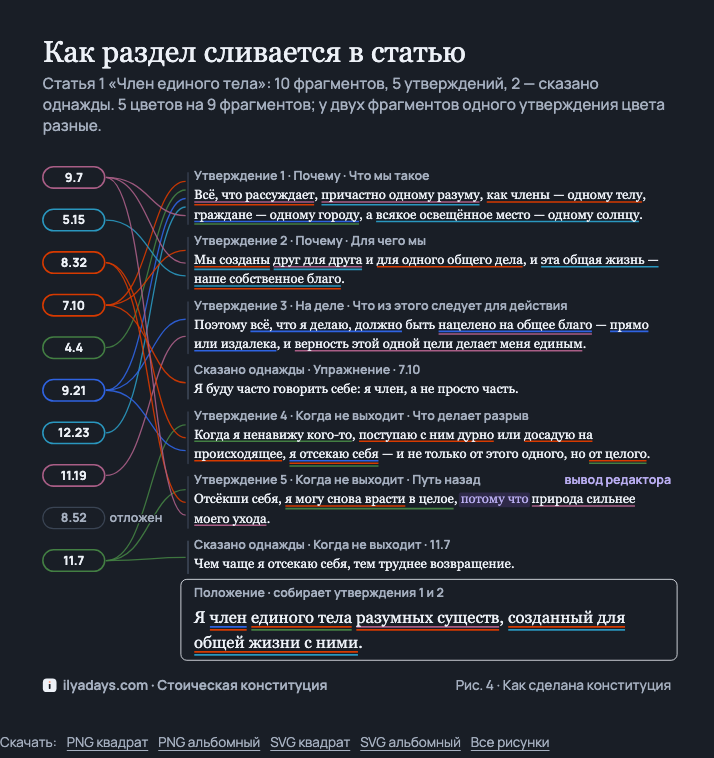 Как раздел сливается в статью
Статья 1 «Член единого тела»: 10 фрагментов, 5 утверждений, 2 — сказано
однажды. 5 цветов на 9 фрагментов; у двух фрагментов одного утверждения цвета
разные.
9.7
5.15
8.32
7.10
4.4
9.21
12.23
11.19
8.52 отложен
11.7
Утверждение 1 · Почему · Что мы такое
Всё, что рассуждает, причастно одному разуму, как члены — одному телу,
граждане — одному городу, а всякое освещённое место — одному солнцу.
Утверждение 2 · Почему · Для чего мы
Мы созданы друг для друга и для одного общего дела, и эта общая жизнь —
наше собственное благо.
Утверждение 3 · На деле · Что из этого следует для действия
Поэтому всё, что я делаю, должно быть нацелено на общее благо — прямо
или издалека, и верность этой одной цели делает меня единым.
Сказано однажды · Упражнение · 7.10
Я буду часто говорить себе: я член, а не просто часть.
Утверждение 4 · Когда не выходит · Что делает разрыв
Когда я ненавижу кого-то, поступаю с ним дурно или досадую на
происходящее, я отсекаю себя — и не только от этого одного, но от целого.
Утверждение 5 · Когда не выходит · Путь назад вывод редактора
Отсёкши себя, я могу снова врасти в целое, потому что природа сильнее
моего ухода.
Сказано однажды · Когда не выходит · 11.7
Чем чаще я отсекаю себя, тем труднее возвращение.
Положение · собирает утверждения 1 и 2
Я член единого тела разумных существ, созданный для
общей жизни с ними.
ilyadays.com · Стоическая конституция
Рис. 4 · Как сделана конституция
Скачать: PNG квадрат PNG альбомный SVG квадрат SVG альбомный Все рисунки